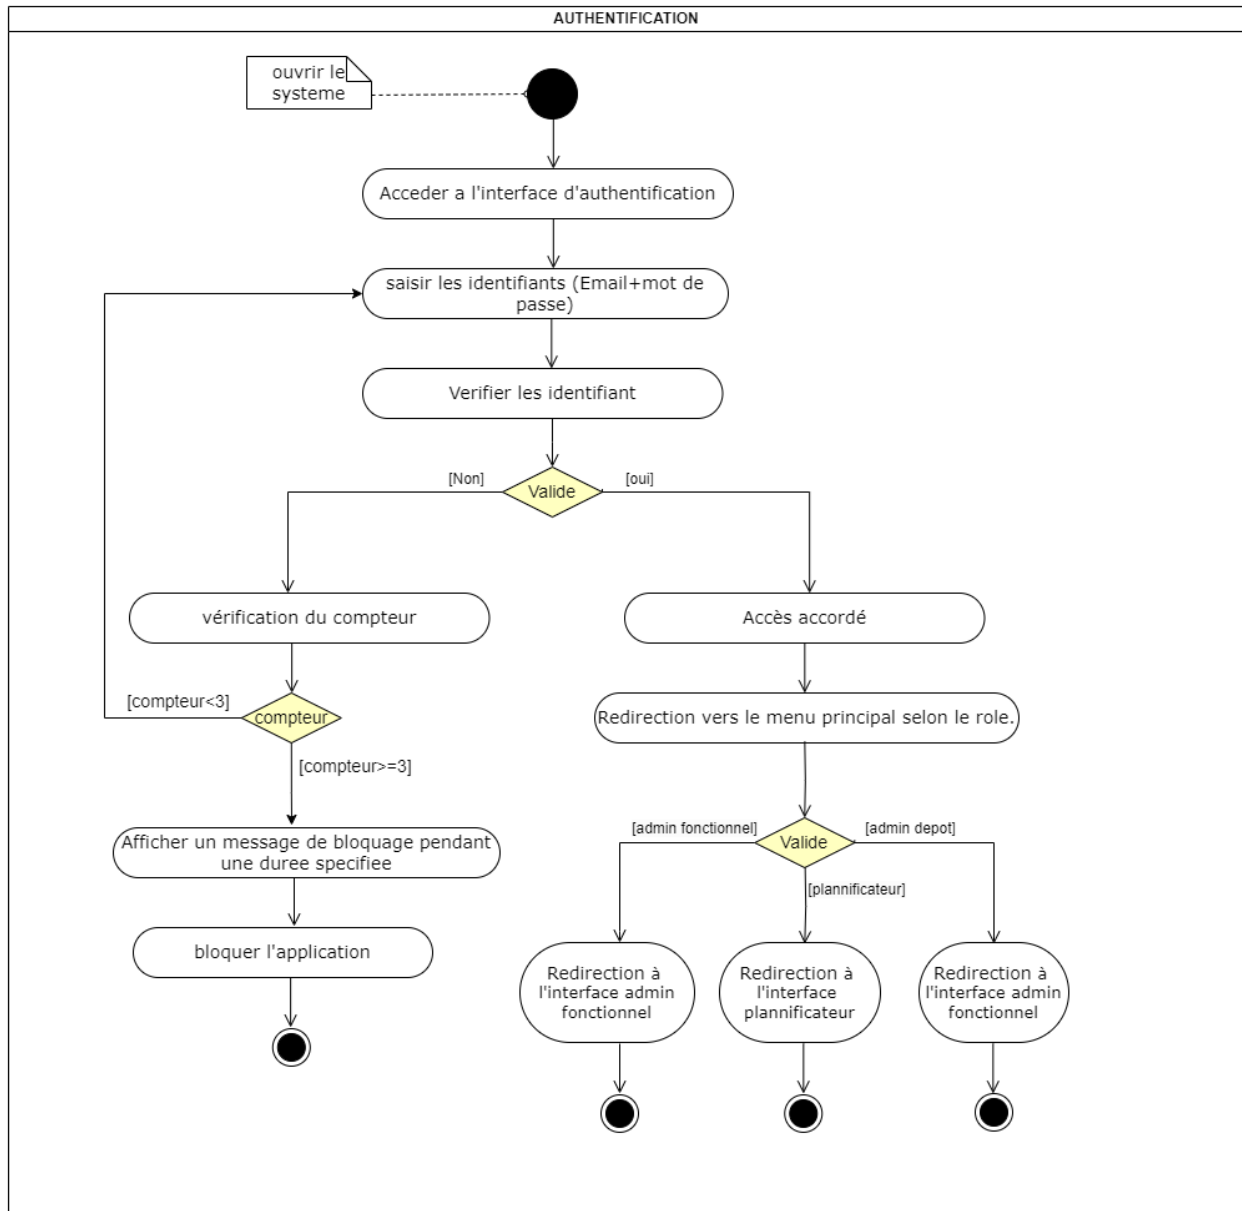 AUTHENTIFICATION
ouvrir le
systeme
Acceder a l'interface d'authentification
saisir les identifiants (Email+mot de
passe)
Verifier les identifiant
[Non]
Valide
[oui]
vérification du compteur
Accès accordé
[compteur<3]
compteur
Redirection vers le menu principal selon le role.
[compteur>=3]
[admin fonctionnel]
Valide
[admin depot]
Afficher un message de bloquage pendant
une duree specifiee
[plannificateur]
bloquer l'application
Redirection à
l'interface admin
fonctionnel
Redirection à
l'interface
plannificateur
Redirection à
l'interface admin
fonctionnel